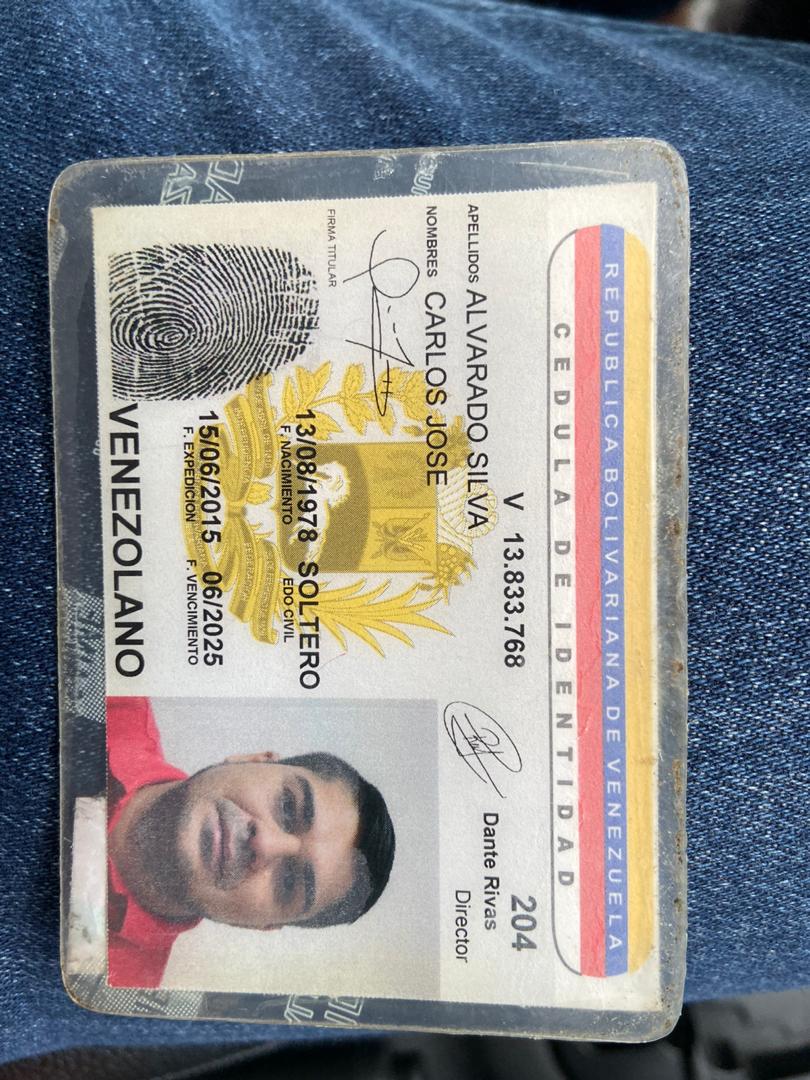 REPUBLICA BOLIVARIANA DE VENEZUELA
CEDULA DE IDENTIDAD
V 13.833.768
204
APELLIDOS ALVARADO SILVA
Dante Rivas
Director
NOMBRES CARLOS JOSE
FIRMA TITULAR
13/08/1978 SOLTERO
F. NACIMIENTO EDO CIVIL
15/06/2015 06/2025
F. EXPEDICION F. VENCIMIENTO
VENEZOLANO